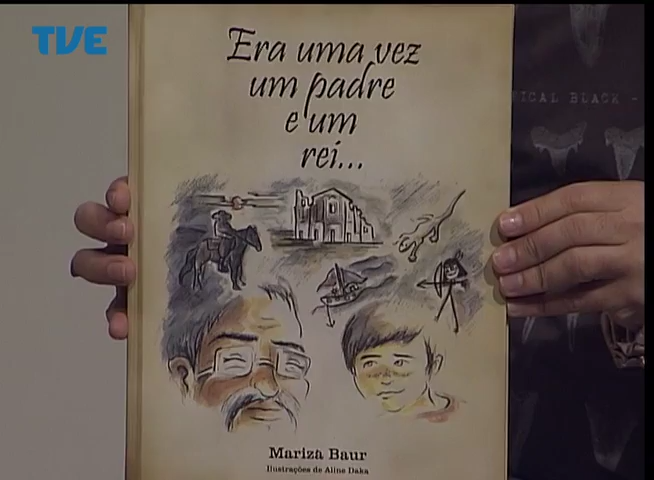 TVE
Era uma vez
um padre
e um
rei...
ICAL BLACK -
Mariza Baur
Ilustrações de Aline Daka